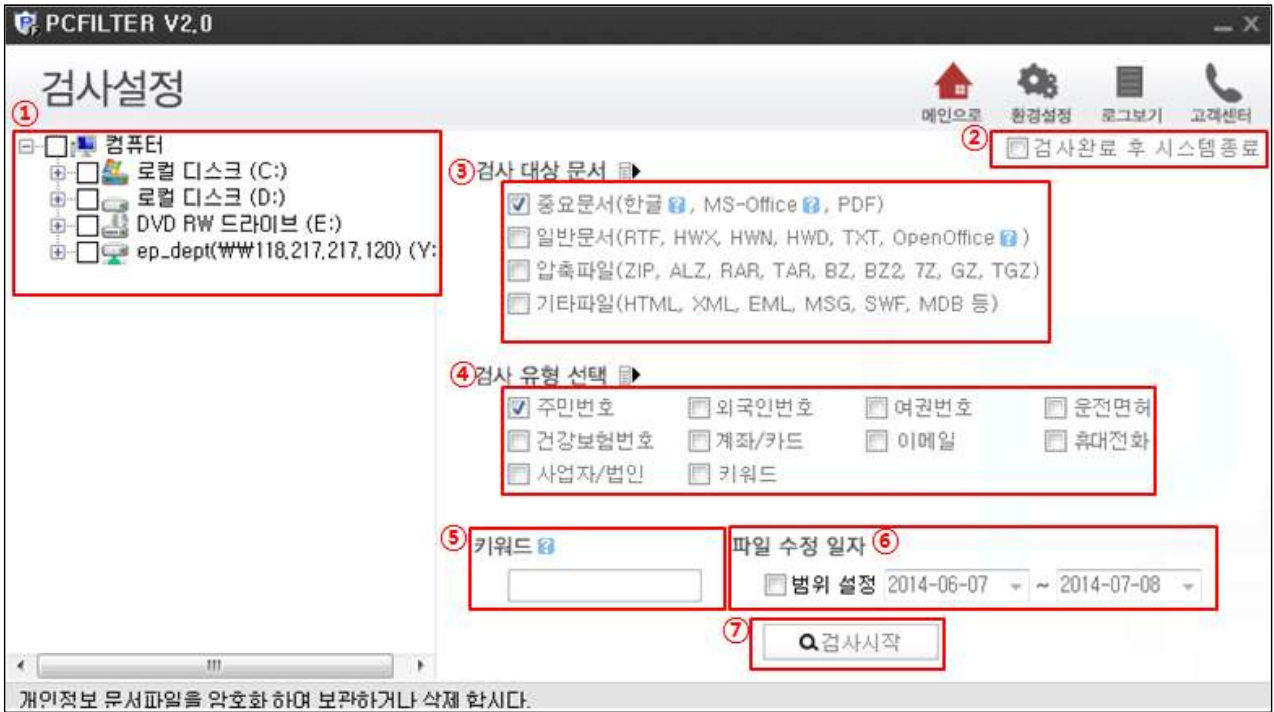 PCFILTER V2.0
검사설정
메인으로 환경설정 로그보기 고객센터
①
② 검사완료 후 시스템종료
컴퓨터
로컬 디스크 (C:)
로컬 디스크 (D:)
DVD RW 드라이브 (E:)
ep_dept(₩₩118.217.217.120) (Y:
③ 검사 대상 문서
중요문서(한글 ?, MS-Office ?, PDF)
일반문서(RTF, HWX, HWN, HWD, TXT, OpenOffice ? )
압축파일(ZIP, ALZ, RAR, TAR, BZ, BZ2, 7Z, GZ, TGZ)
기타파일(HTML, XML, EML, MSG, SWF, MDB 등)
④ 검사 유형 선택
주민번호 외국인번호 여권번호 운전면허
건강보험번호 계좌/카드 이메일 휴대전화
사업자/법인 키워드
⑤ 키워드 ?
파일 수정 일자 ⑥
범위 설정 2014-06-07 ~ 2014-07-08
⑦ 검사시작
개인정보 문서파일을 암호화 하여 보관하거나 삭제 합시다.